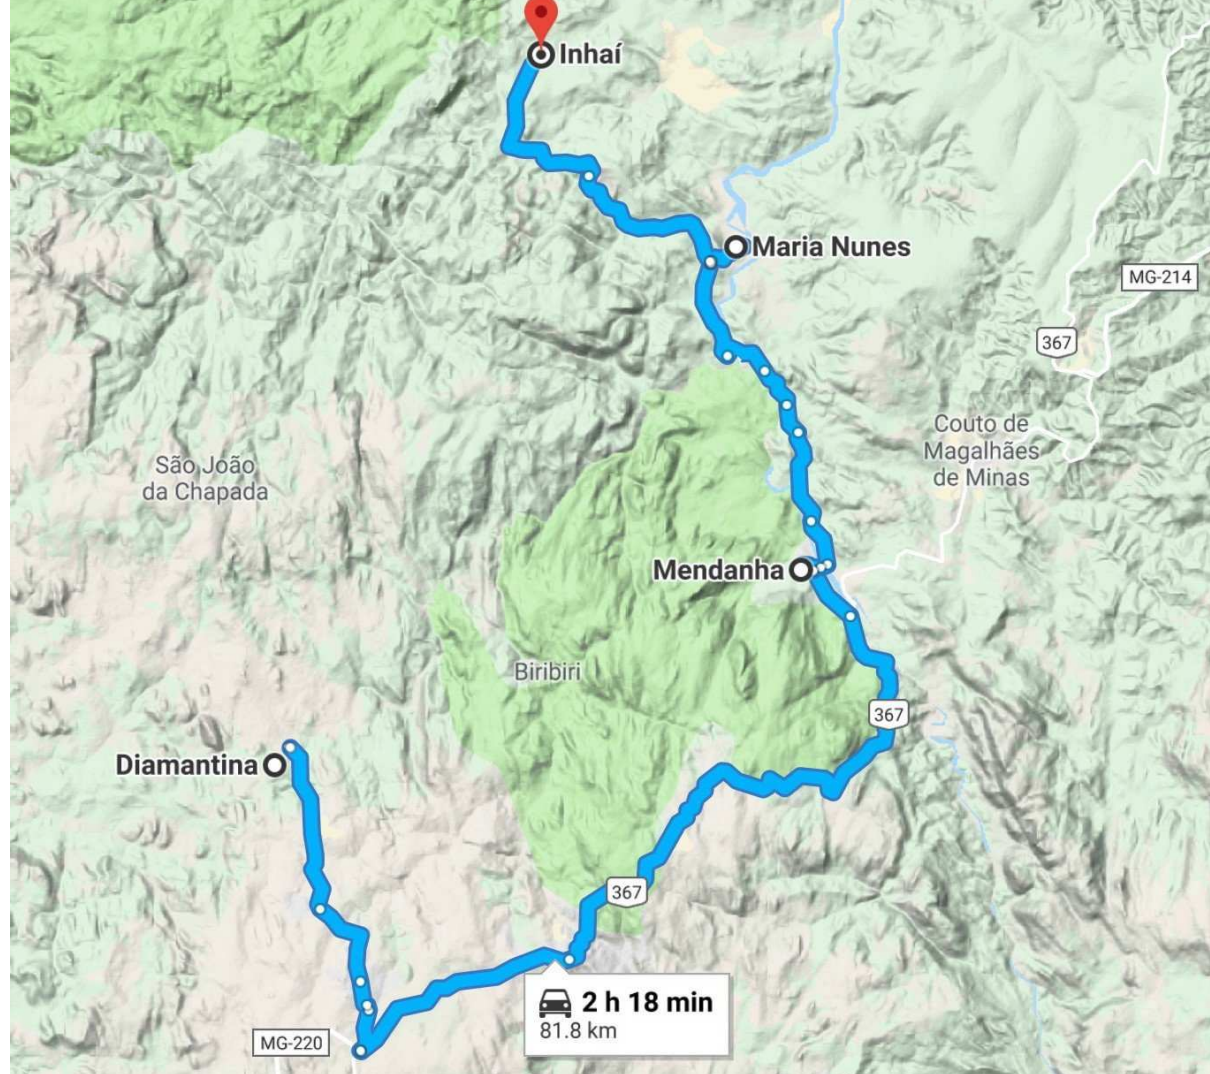 Inhaí
Maria Nunes
MG-214
367
Couto de
Magalhães
de Minas
São João
da Chapada
Mendanha
Biribiri
367
Diamantina
367
2 h 18 min
81.8 km
MG-220